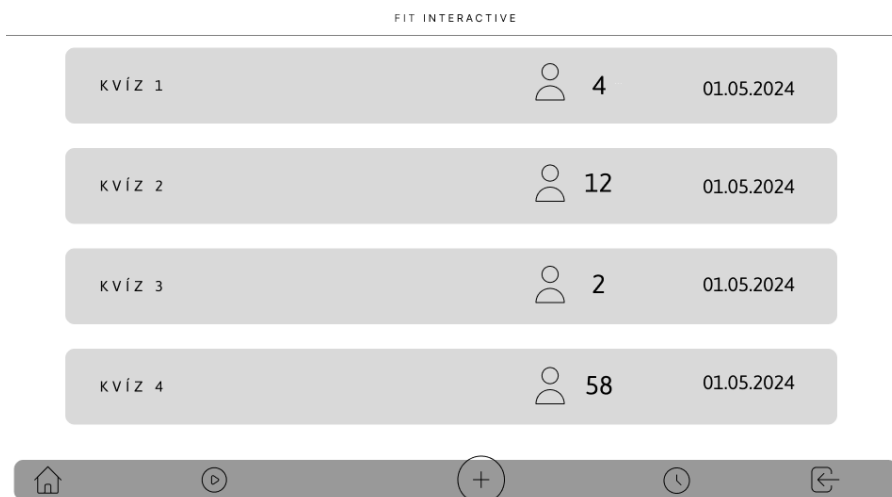 FIT INTERACTIVE
KVÍZ 1 4 01.05.2024
KVÍZ 2 12 01.05.2024
KVÍZ 3 2 01.05.2024
KVÍZ 4 58 01.05.2024